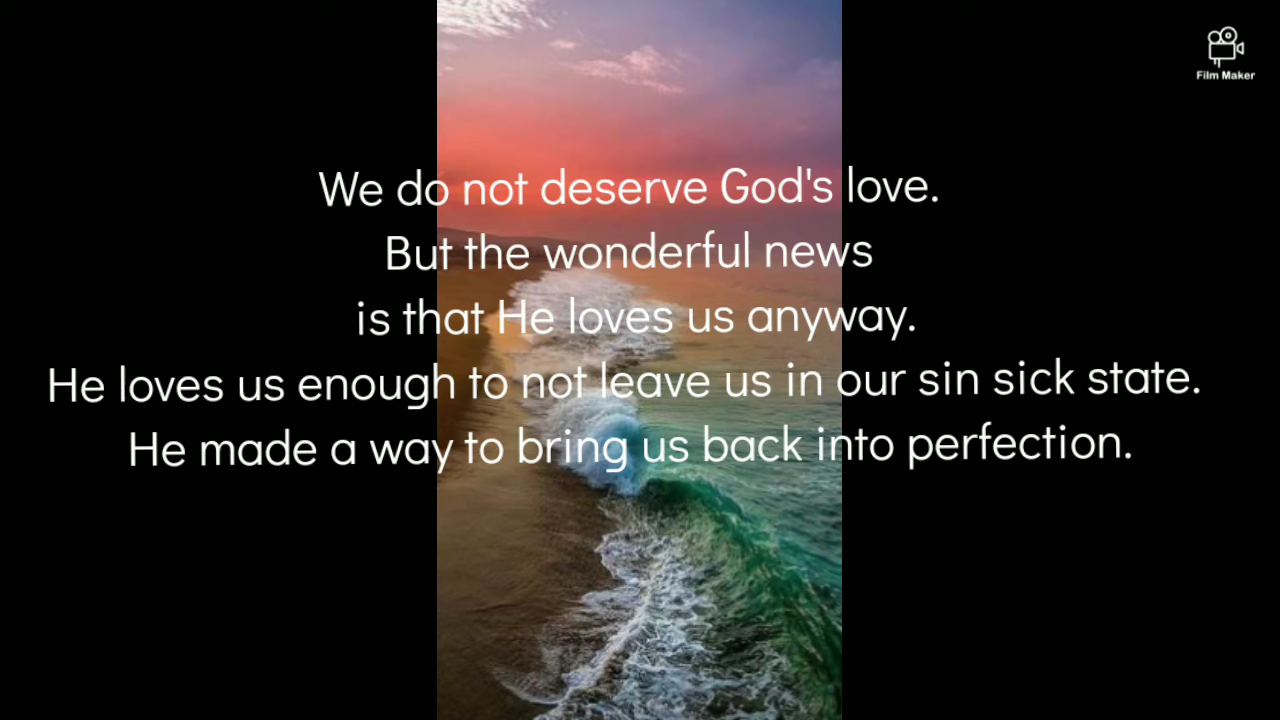 Film Maker
We do not deserve God's love.
But the wonderful news
is that He loves us anyway.
He loves us enough to not leave us in our sin sick state.
He made a way to bring us back into perfection.